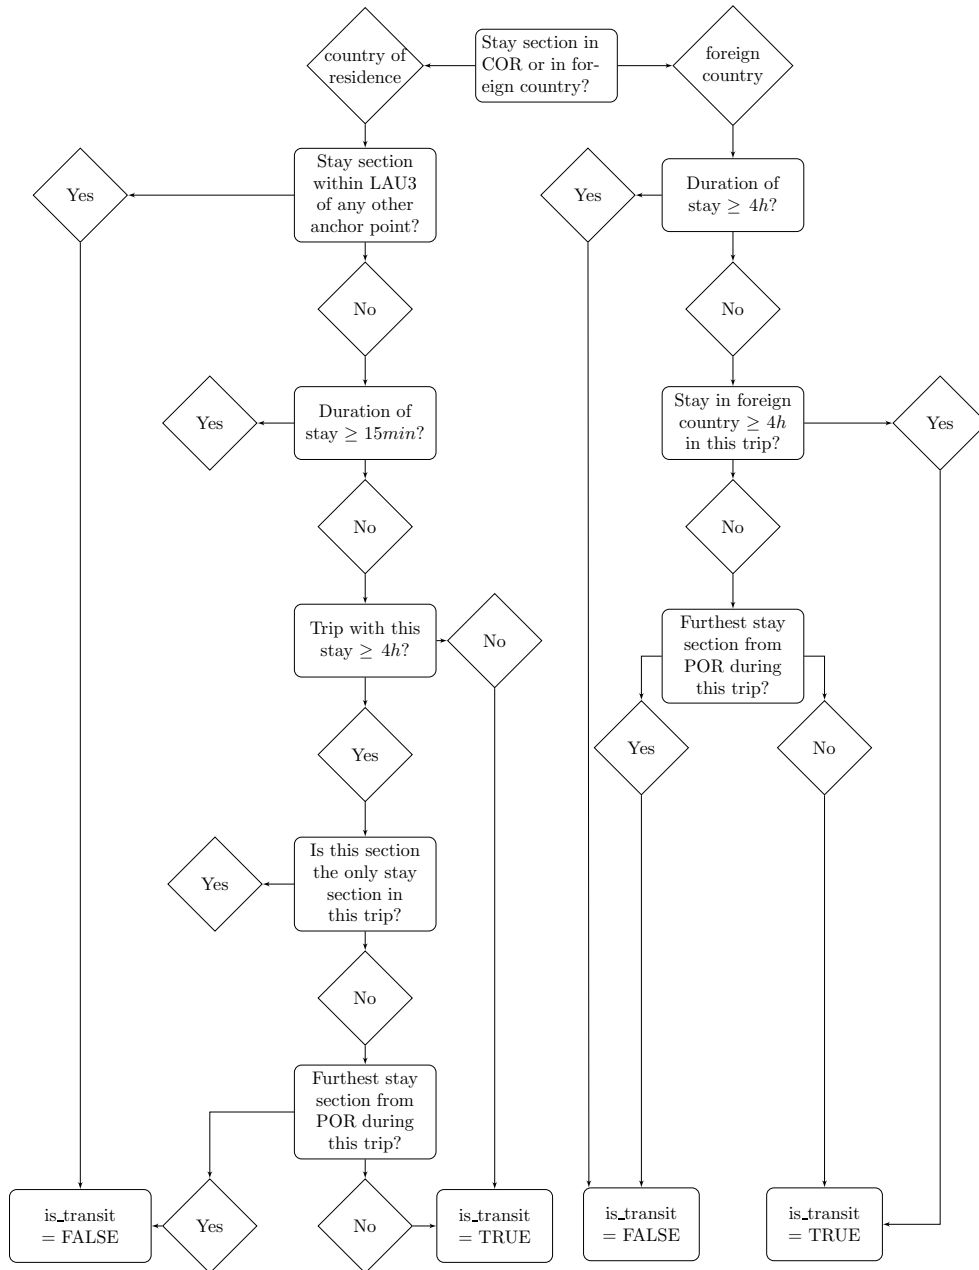 country of
residence
Stay section in
COR or in for-
eign country?
foreign
country
Yes
Stay section
within LAU3
of any other
anchor point?
Yes
Duration of
stay ≥ 4h?
No
No
Yes
Duration of
stay ≥ 15min?
Stay in foreign
country ≥ 4h
in this trip?
Yes
No
No
Trip with this
stay ≥ 4h?
No
Furthest stay
section from
POR during
this trip?
Yes
Yes
No
Yes
Is this section
the only stay
section in
this trip?
No
Furthest stay
section from
POR during
this trip?
is_transit
= FALSE
Yes
No
is_transit
= TRUE
is_transit
= FALSE
is_transit
= TRUE